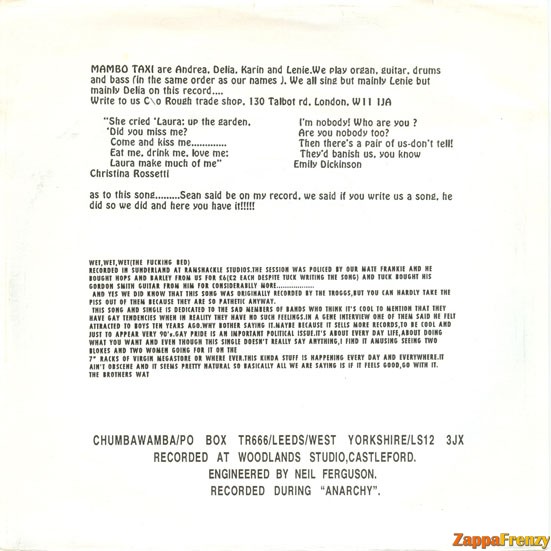 MAMBO TAXI are Andrea, Delia, Karin and Lenie.We play organ, guitar, drums
and bass (in the same order as our names ). We all sing but mainly Lenie but
mainly Delia on this record....
Write to us C\o Rough trade shop, 130 Talbot rd, London, W11 1JA
"She cried 'Laura; up the garden,
'Did you miss me?
Come and kiss me.............
Eat me, drink me, love me:
Laura make much of me"
Christina Rossetti
I'm nobody! Who are you ?
Are you nobody too?
Then there's a pair of us-don't tell!
They'd banish us, you know
Emily Dickinson
as to this song.........Sean said be on my record, we said if you write us a song, he
did so we did and here you have it!!!!!
WET,WET,WET(THE FUCKING BED)
RECORDED IN SUNDERLAND AT RAMSHACKLE STUDIOS.THE SESSION WAS POLICED BY OUR MATE FRANKIE AND HE
BOUGHT HOPS AND BARLEY FROM US FOR £6(£2 EACH DESPITE TUCK WRITING THE SONG) AND TUCK BOUGHT HIS
GORDON SMITH GUITAR FROM HIM FOR CONSIDERABLLY MORE..................
AND YES WE DID KNOW THAT THIS SONG WAS ORIGINALLY RECORDED BY THE TROGGS,BUT YOU CAN HARDLY TAKE THE
PISS OUT OF THEM BECAUSE THEY ARE SO PATHETIC ANYWAY.
THIS SONG AND SINGLE IS DEDICATED TO THE SAD MEMBERS OF BANDS WHO THINK IT'S COOL TO MENTION THAT THEY
HAVE GAY TENDENCIES WHEN IN REALITY THEY HAVE NO SUCH FEELINGS.IN A GENE INTERVIEW ONE OF THEM SAID HE FELT
ATTRACTED TO BOYS TEN YEARS AGO.WHY BOTHER SAYING IT.MAYBE BECAUSE IT SELLS MORE RECORDS,TO BE COOL AND
JUST TO APPEAR VERY 90's.GAY PRIDE IS AN IMPORTANT POLITICAL ISSUE.IT'S ABOUT EVERY DAY LIFE,ABOUT DOING
WHAT YOU WANT AND EVEN THOUGH THIS SINGLE DOESN'T REALLY SAY ANYTHING,I FIND IT AMUSING SEEING TWO
BLOKES AND TWO WOMEN GOING FOR IT ON THE
7" RACKS OF VIRGIN MEGASTORE OR WHERE EVER.THIS KINDA STUFF IS HAPPENING EVERY DAY AND EVERYWHERE.IT
AIN'T OBSCENE AND IT SEEMS PRETTY NATURAL SO BASICALLY ALL WE ARE SAYING IS IF IT FEELS GOOD,GO WITH IT.
THE BROTHERS WAT
CHUMBAWAMBA/PO BOX TR666/LEEDS/WEST YORKSHIRE/LS12 3JX
RECORDED AT WOODLANDS STUDIO,CASTLEFORD.
ENGINEERED BY NEIL FERGUSON.
RECORDED DURING "ANARCHY".
ZappaFrenzy